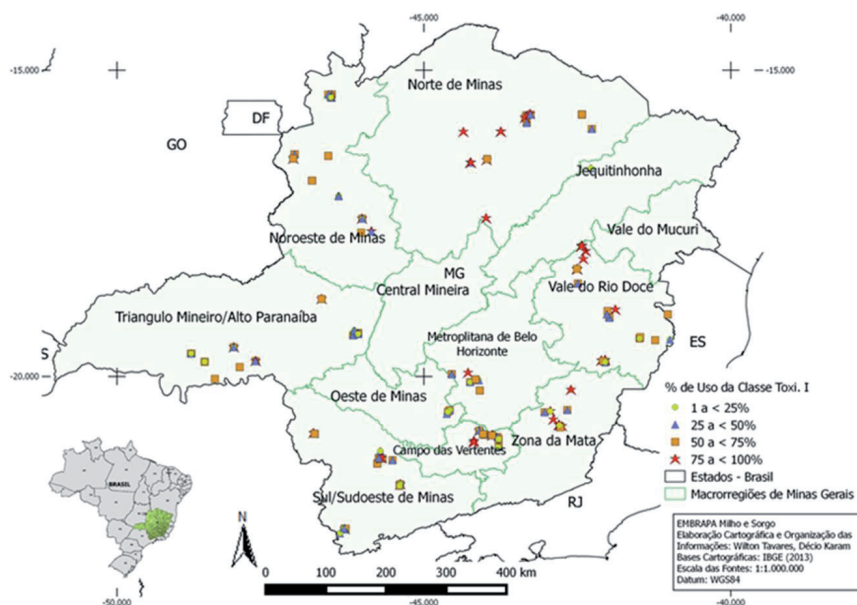 -45.000
-40.000
-15.000
-15.000
Norte de Minas
DF
GO
Jequitinhonha
Vale do Mucuri
Noroeste de Minas
MG
Central Mineira
Vale do Rio Doce
Triangulo Mineiro/Alto Paranaíba
Metroplitana de Belo
Horizonte
ES
S
-20.000
-20.000
Oeste de Minas
Campo das Vertentes
Zona da Mata
Sul/Sudoeste de Minas
RJ
% de Uso da Classe Toxi. I
1 a < 25%
25 a < 50%
50 a < 75%
75 a < 100%
Estados - Brasil
Macrorregiões de Minas Gerais
BRASIL
N
0 100 200 300 400 km
EMBRAPA Milho e Sorgo
Elaboração Cartográfica e Organização das
Informações: Wilton Tavares, Décio Karam
Bases Cartográficas: IBGE (2013)
Escala das Fontes: 1:1.000.000
Datum: WGS84
-50.000
-45.000
-40.000